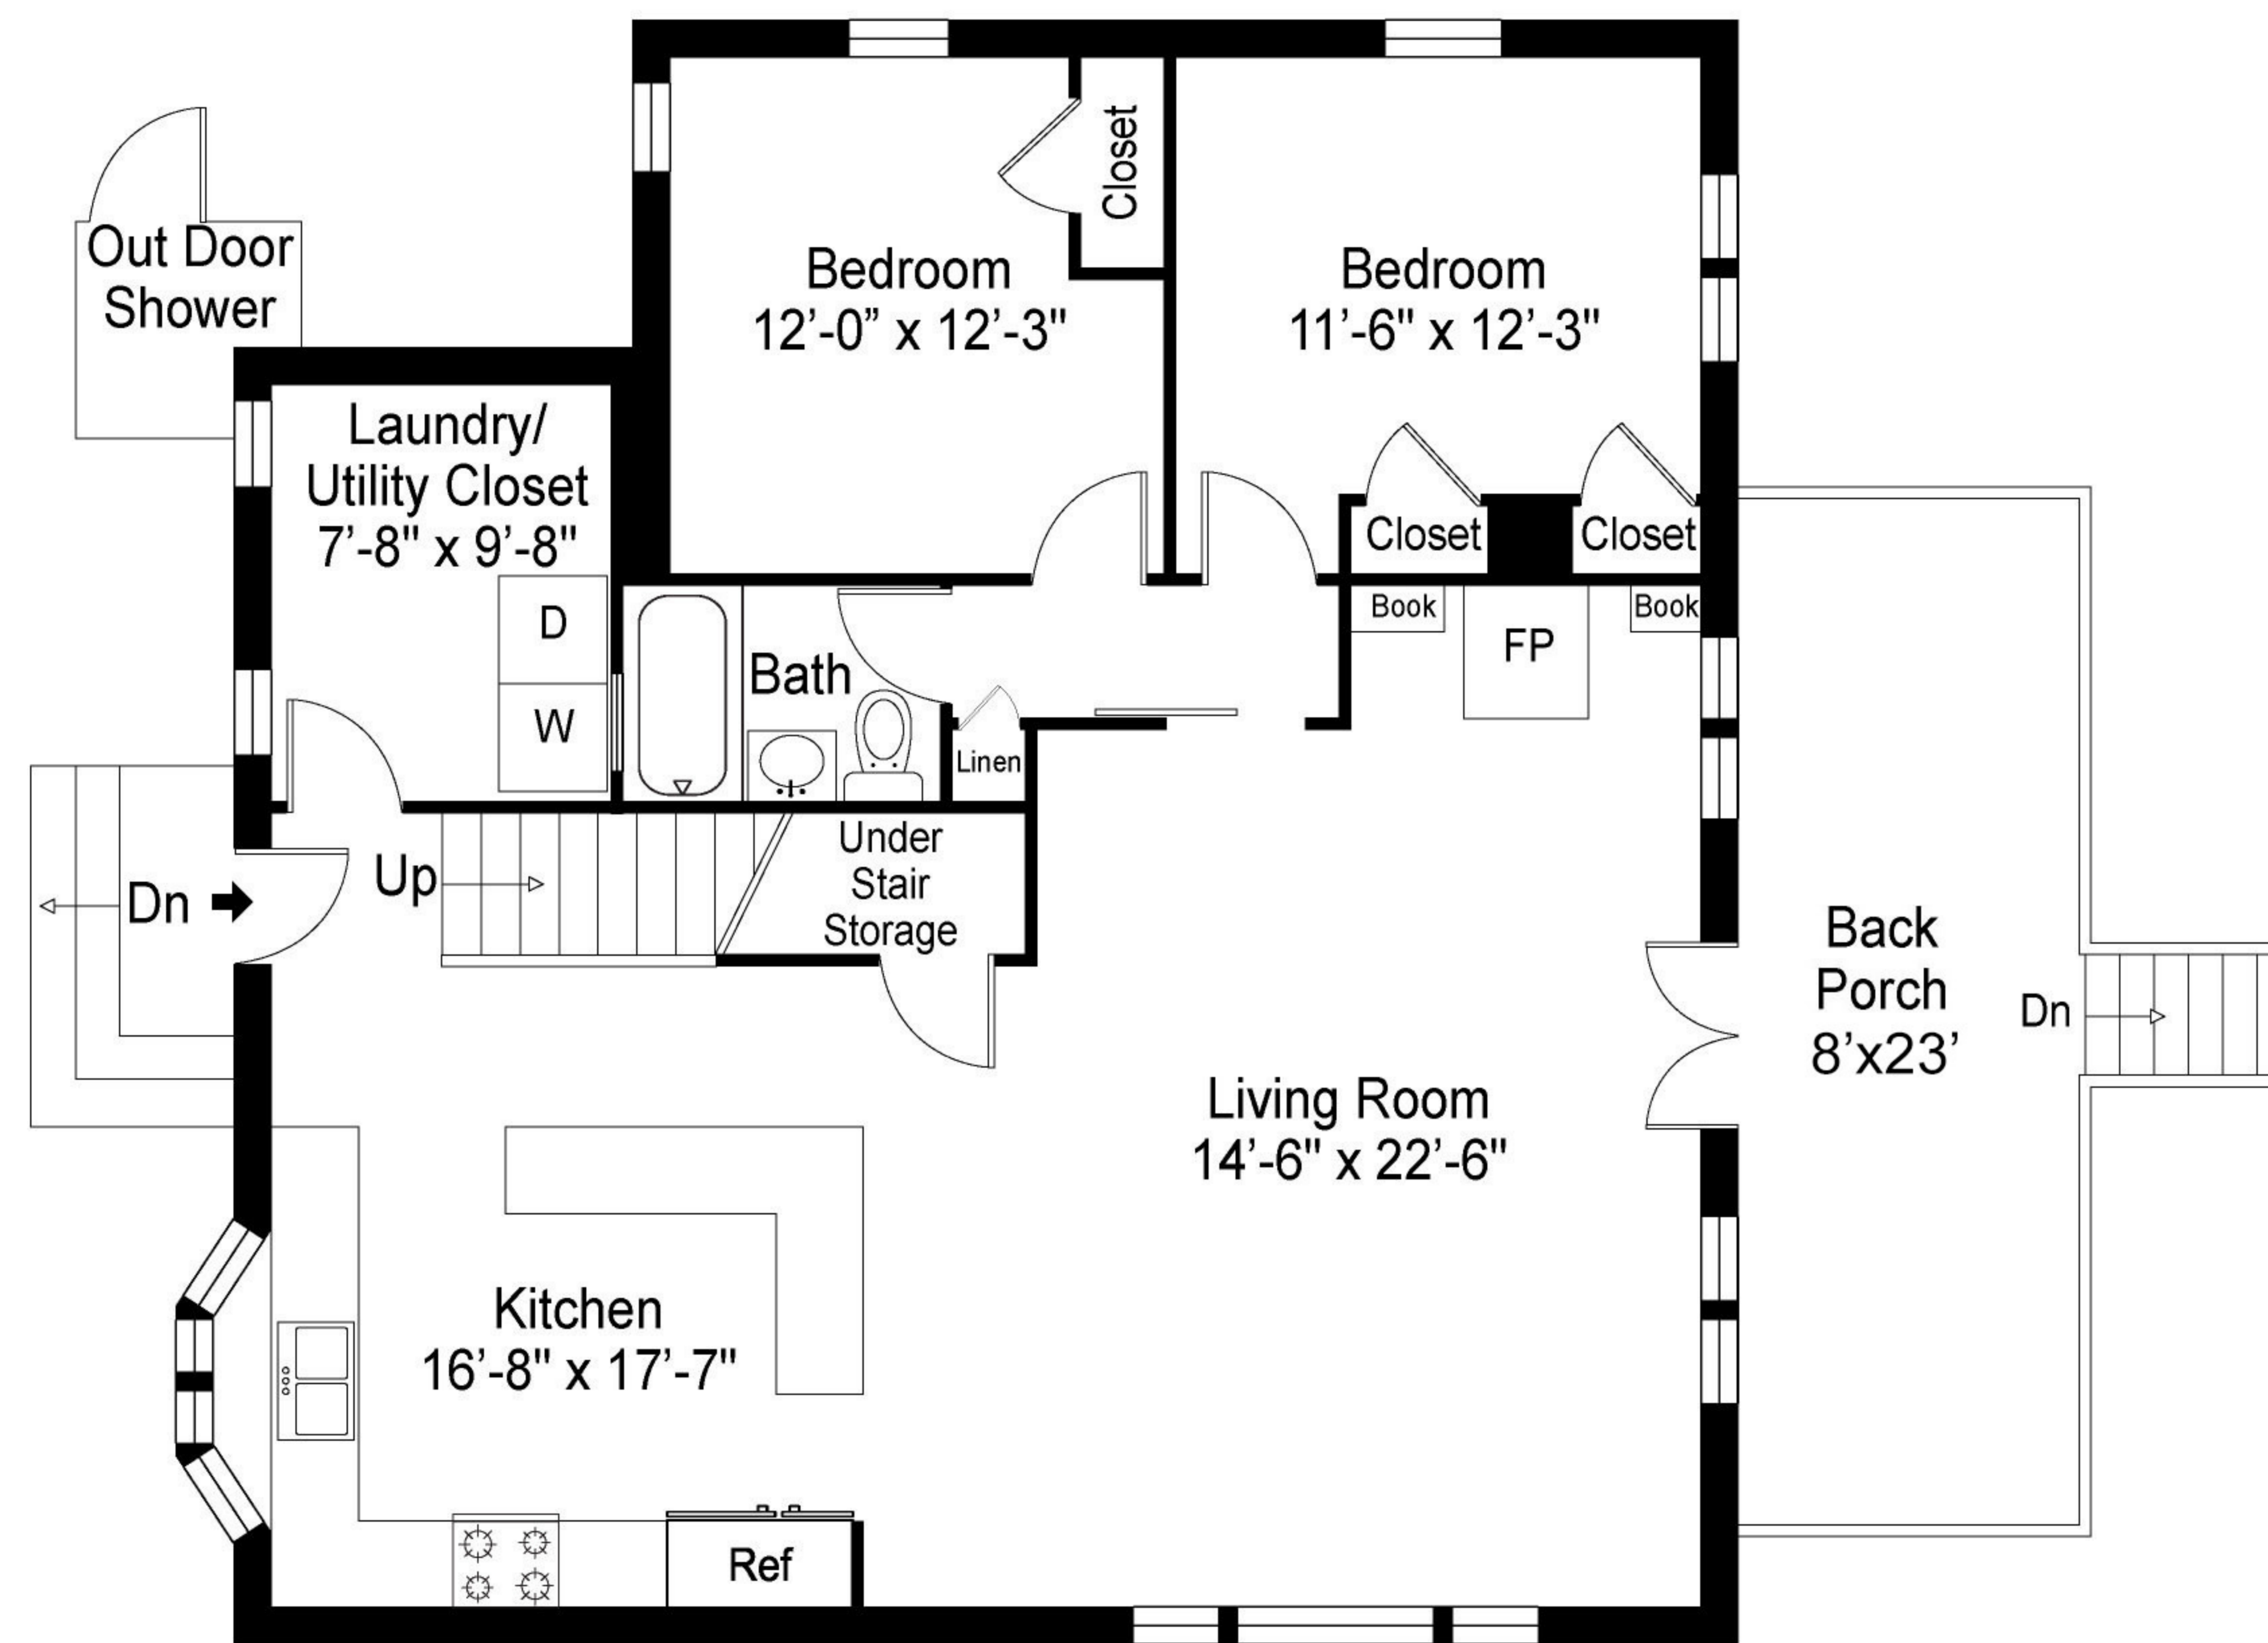 Closet
Out Door
Shower
Bedroom
12’-0” x 12’-3"
Bedroom
11’-6" x 12’-3"
Laundry/
Utility Closet
7’-8" x 9’-8"
Closet
Closet
D
W
Bath
Book
FP
Book
Linen
Under
Stair
Storage
Up
Dn
Back
Porch
8’x23’
Dn
Living Room
14’-6" x 22’-6"
Kitchen
16’-8" x 17’-7"
Ref